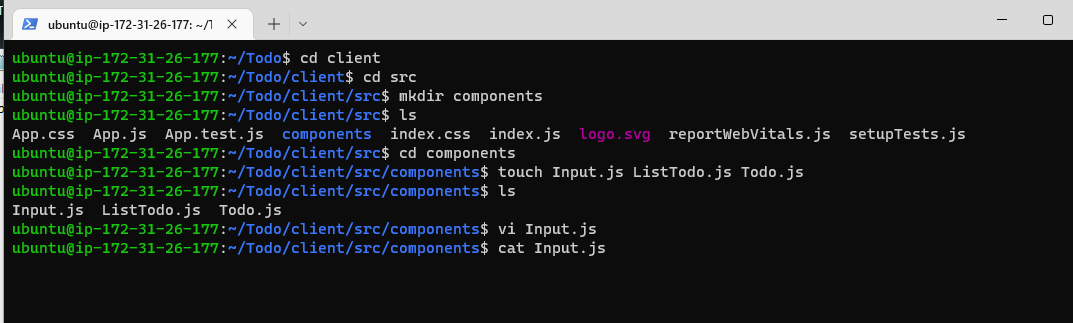 ubuntu@ip-172-31-26-177: ~/T
ubuntu@ip-172-31-26-177:~/Todo$ cd client
ubuntu@ip-172-31-26-177:~/Todo/client$ cd src
ubuntu@ip-172-31-26-177:~/Todo/client/src$ mkdir components
ubuntu@ip-172-31-26-177:~/Todo/client/src$ ls
App.css  App.js  App.test.js  components  index.css  index.js  logo.svg  reportWebVitals.js  setupTests.js
ubuntu@ip-172-31-26-177:~/Todo/client/src$ cd components
ubuntu@ip-172-31-26-177:~/Todo/client/src/components$ touch Input.js ListTodo.js Todo.js
ubuntu@ip-172-31-26-177:~/Todo/client/src/components$ ls
Input.js  ListTodo.js  Todo.js
ubuntu@ip-172-31-26-177:~/Todo/client/src/components$ vi Input.js
ubuntu@ip-172-31-26-177:~/Todo/client/src/components$ cat Input.js